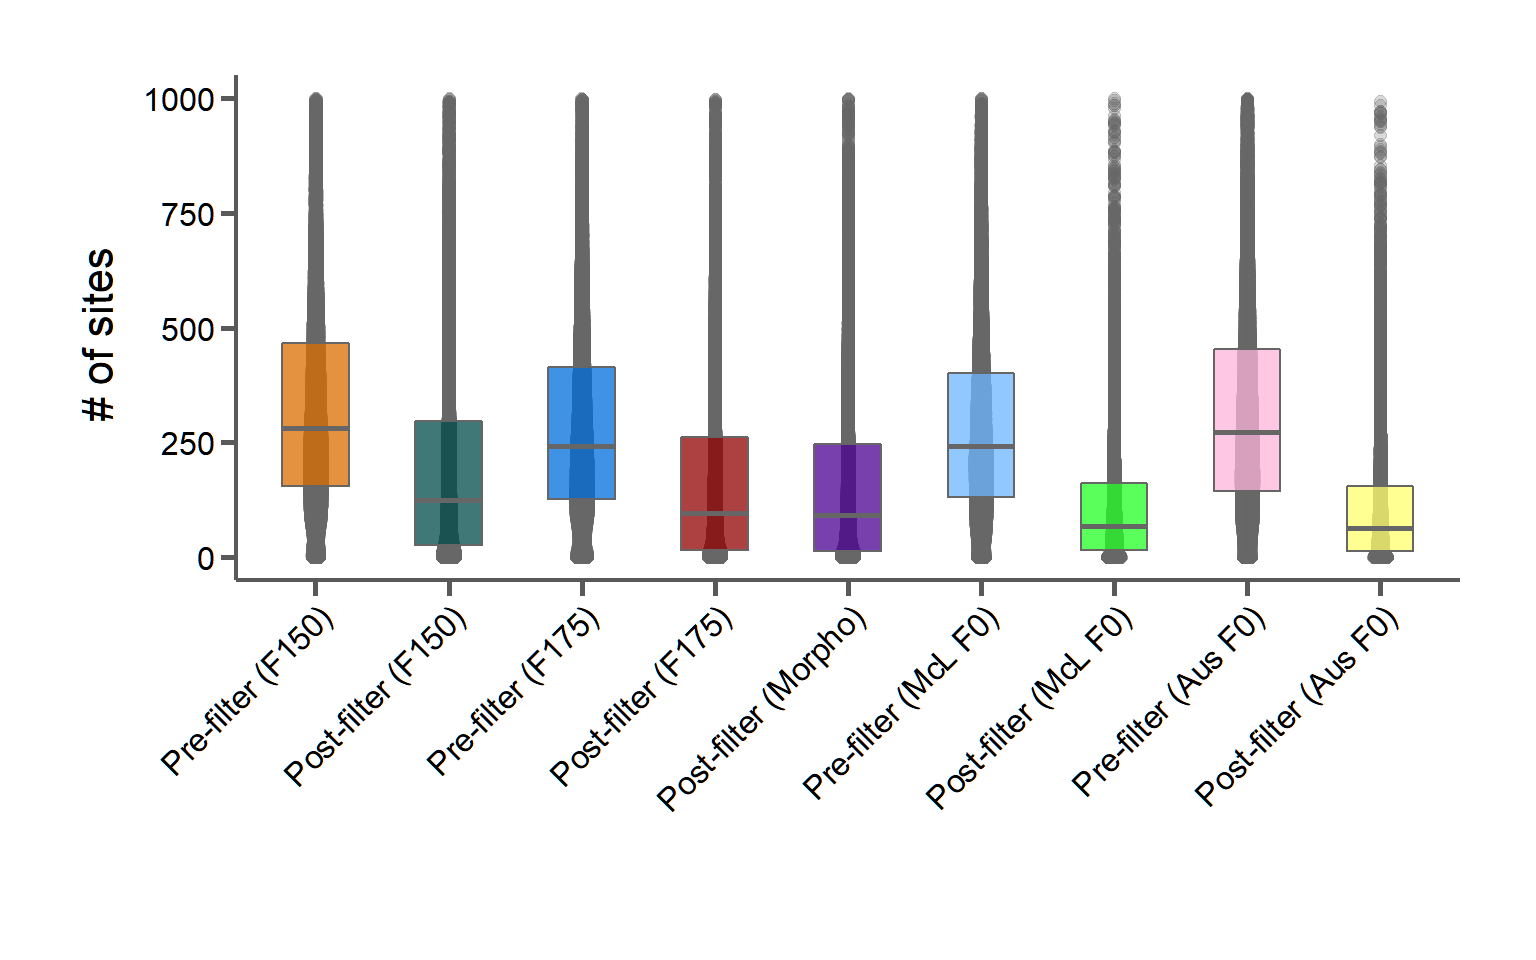 1000
750
500
250
0
# of sites
Pre-filter (F150)
Post-filter (F150)
Pre-filter (F175)
Post-filter (F175)
Post-filter (Morpho)
Pre-filter (McL F0)
Post-filter (McL F0)
Pre-filter (Aus F0)
Post-filter (Aus F0)